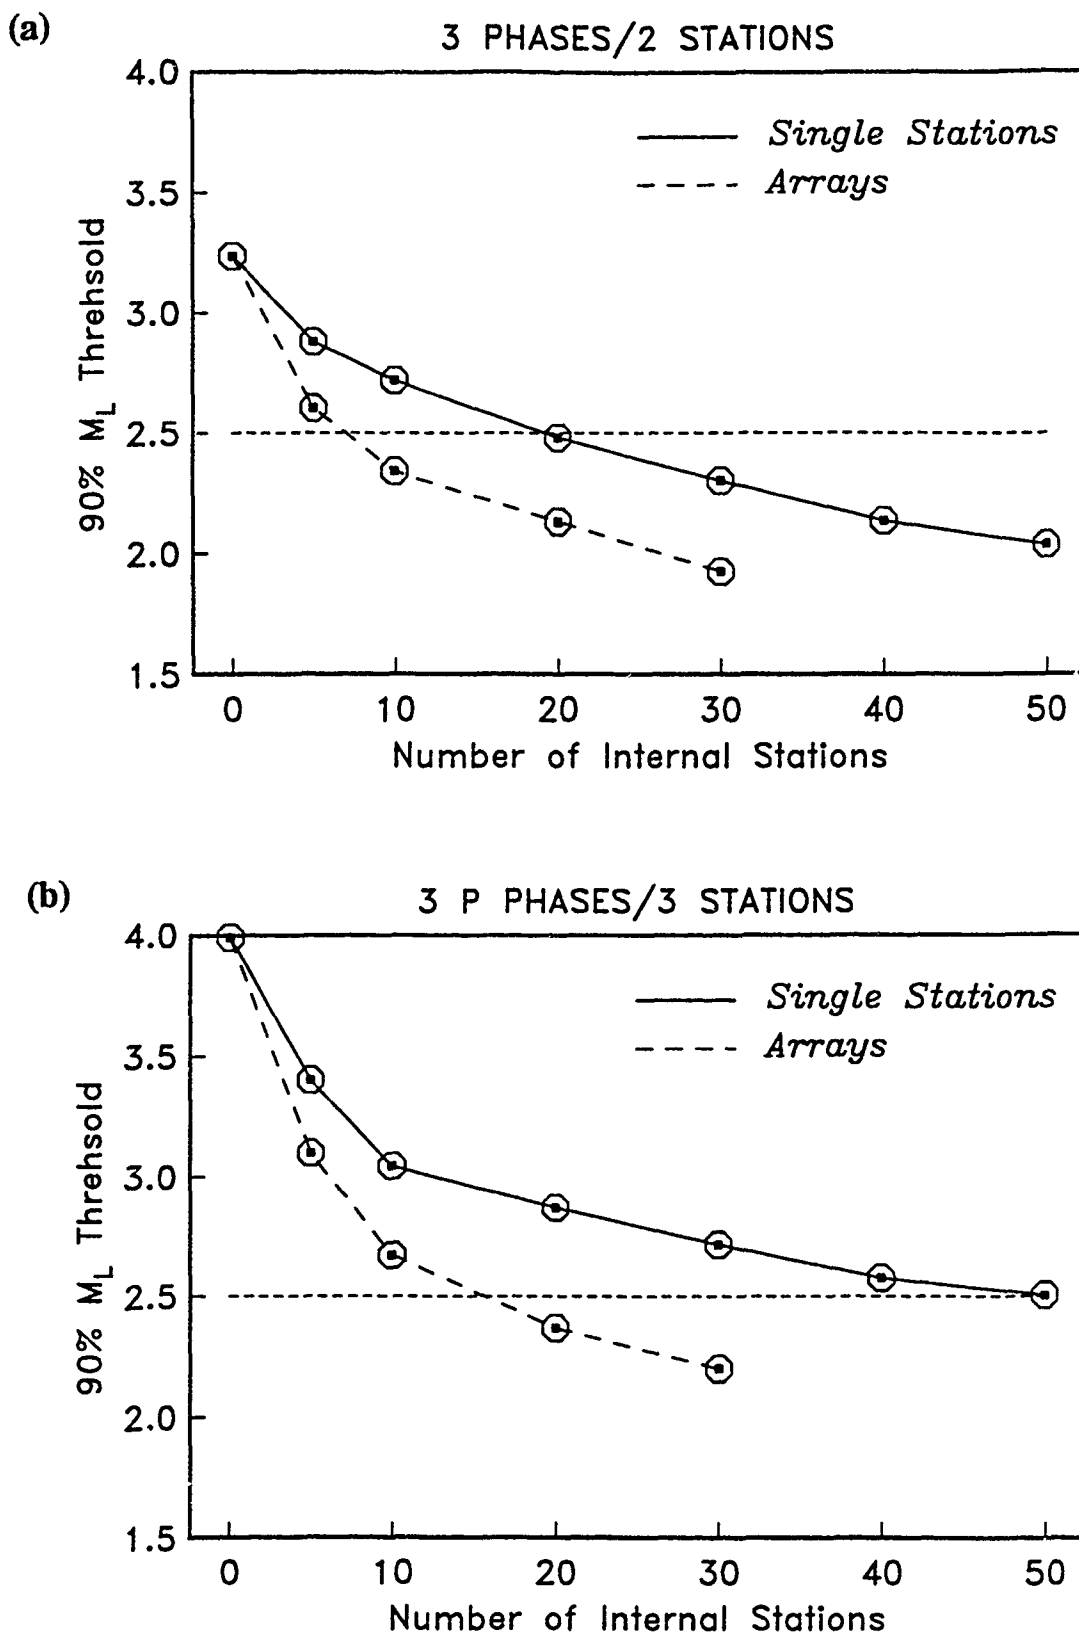 (a)
3 PHASES/2 STATIONS
4.0
3.5
3.0
2.5
2.0
1.5
90% ML Threhsold
Single Stations
Arrays
0 10 20 30 40 50
Number of Internal Stations
(b)
3 P PHASES/3 STATIONS
4.0
3.5
3.0
2.5
2.0
1.5
90% ML Threhsold
Single Stations
Arrays
0 10 20 30 40 50
Number of Internal Stations